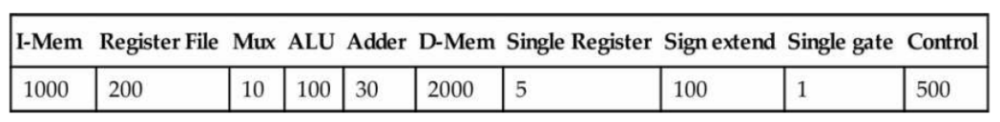 I-Mem Register File Mux ALU Adder D-Mem Single Register Sign extend Single gate Control
1000 200 10 100 30 2000 5 100 1 500